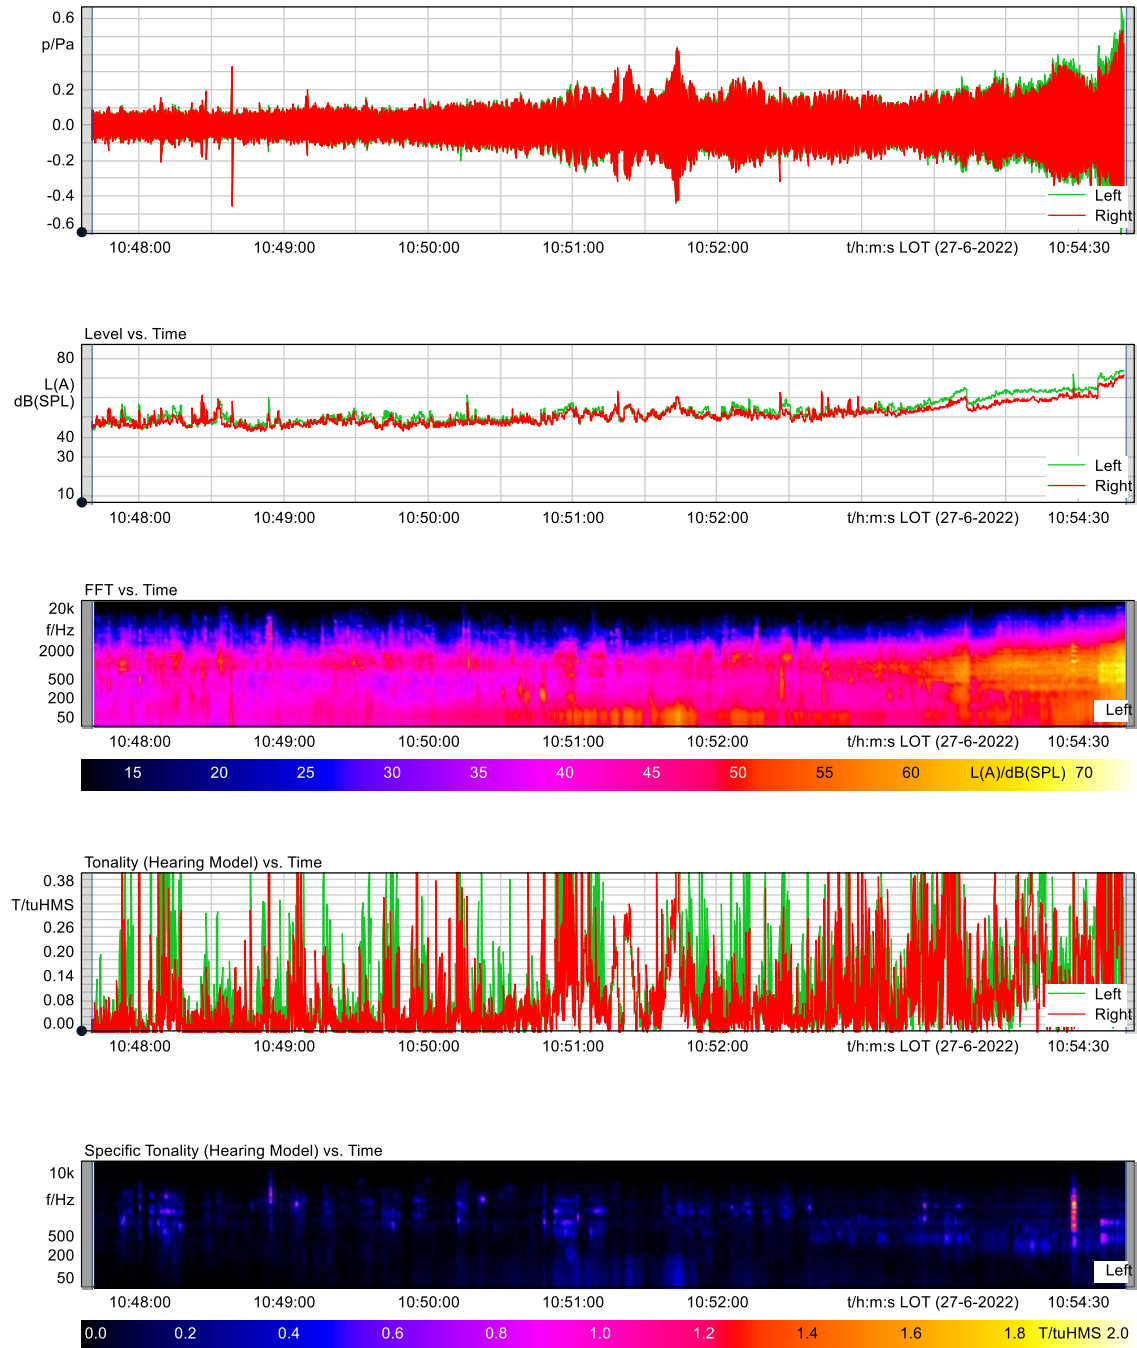 0.6
p/Pa
0.2
0.0
-0.2
-0.4
-0.6
Left
Right
10:48:00 10:49:00 10:50:00 10:51:00 10:52:00 t/h:m:s LOT (27-6-2022) 10:54:30
Level vs. Time
80
L(A)
dB(SPL)
40
30
10
Left
Right
10:48:00 10:49:00 10:50:00 10:51:00 10:52:00 t/h:m:s LOT (27-6-2022) 10:54:30
FFT vs. Time
20k
f/Hz
2000
500
200
50
Left
10:48:00 10:49:00 10:50:00 10:51:00 10:52:00 t/h:m:s LOT (27-6-2022) 10:54:30
15 20 25 30 35 40 45 50 55 60 L(A)/dB(SPL) 70
Tonality (Hearing Model) vs. Time
0.38
T/tuHMS
0.26
0.20
0.14
0.08
0.00
Left
Right
10:48:00 10:49:00 10:50:00 10:51:00 10:52:00 t/h:m:s LOT (27-6-2022) 10:54:30
Specific Tonality (Hearing Model) vs. Time
10k
f/Hz
500
200
50
Left
10:48:00 10:49:00 10:50:00 10:51:00 10:52:00 t/h:m:s LOT (27-6-2022) 10:54:30
0.0 0.2 0.4 0.6 0.8 1.0 1.2 1.4 1.6 1.8 T/tuHMS 2.0